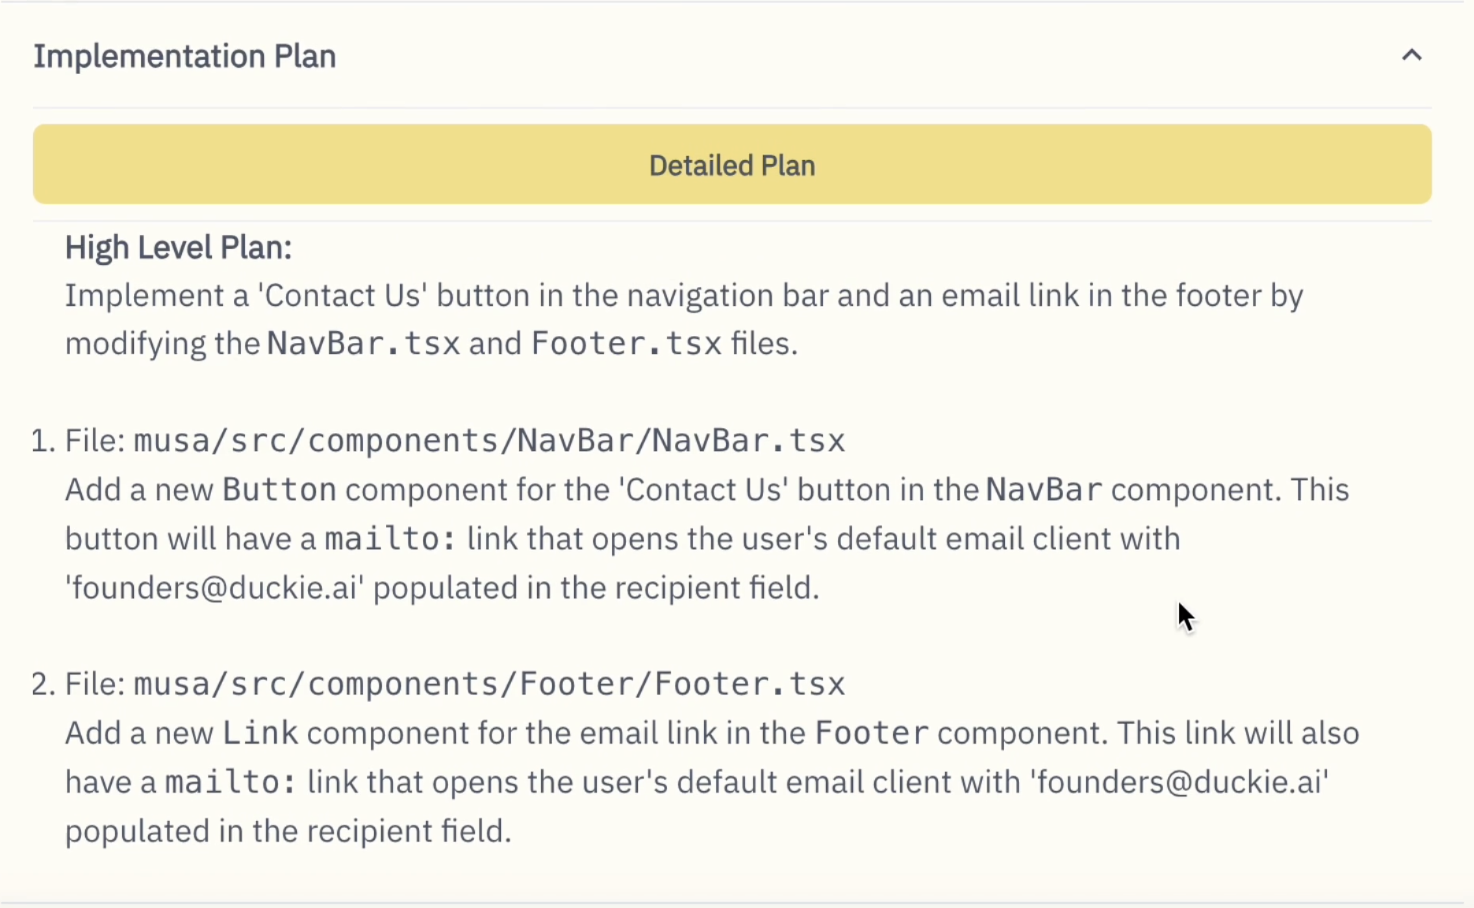 Implementation Plan
Detailed Plan
High Level Plan:
Implement a 'Contact Us' button in the navigation bar and an email link in the footer by
modifying the NavBar.tsx and Footer.tsx files.
1. File: musa/src/components/NavBar/NavBar.tsx
Add a new Button component for the 'Contact Us' button in the NavBar component. This
button will have a mailto: link that opens the user's default email client with
'founders@duckie.ai' populated in the recipient field.
2. File: musa/src/components/Footer/Footer.tsx
Add a new Link component for the email link in the Footer component. This link will also
have a mailto: link that opens the user's default email client with 'founders@duckie.ai'
populated in the recipient field.